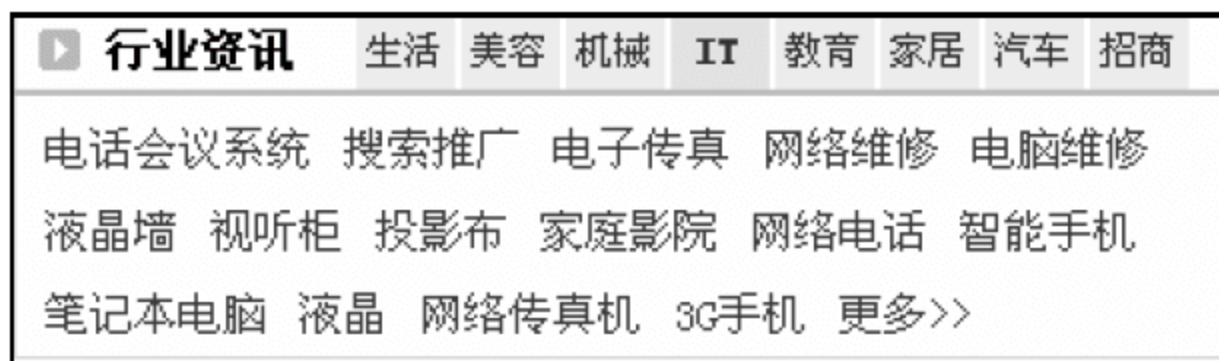 行业资讯 生活 美容 机械 IT 教育 家居 汽车 招商
电话会议系统 搜索推广 电子传真 网络维修 电脑维修
液晶墙 视听柜 投影布 家庭影院 网络电话 智能手机
笔记本电脑 液晶 网络传真机 3G手机 更多>>